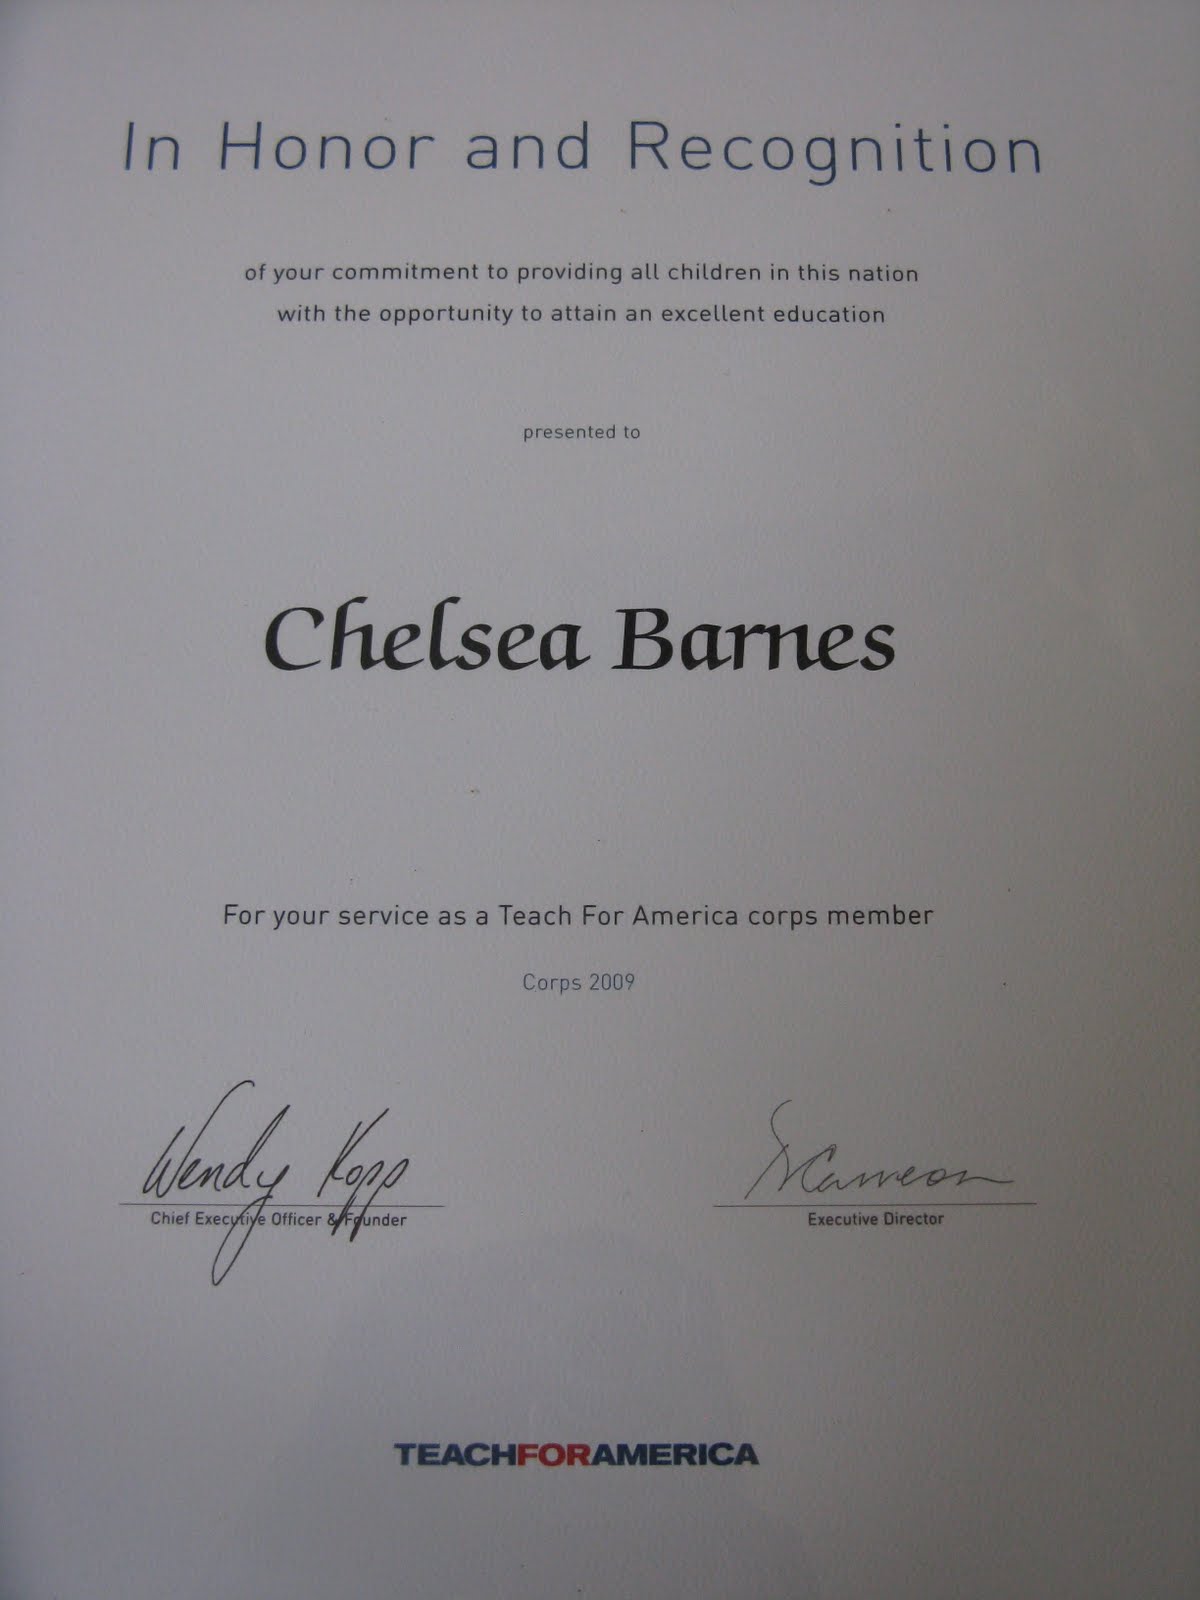 In Honor and Recognition
of your commitment to providing all children in this nation
with the opportunity to attain an excellent education
presented to
Chelsea Barnes
For your service as a Teach For America corps member
Corps 2009
Wendy Kopp
Chief Executive Officer & Founder
Executive Director
TEACHFORAMERICA